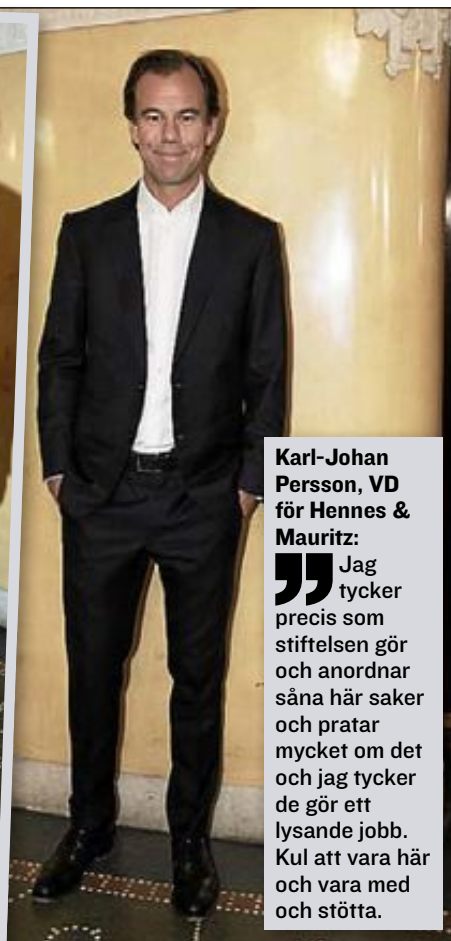 Karl-Johan
Persson, VD
för Hennes &
Mauritz:
”Jag
tycker
precis som
stiftelsen gör
och anordnar
såna här saker
och pratar
mycket om det
och jag tycker
de gör ett
lysande jobb.
Kul att vara här
och vara med
och stötta.